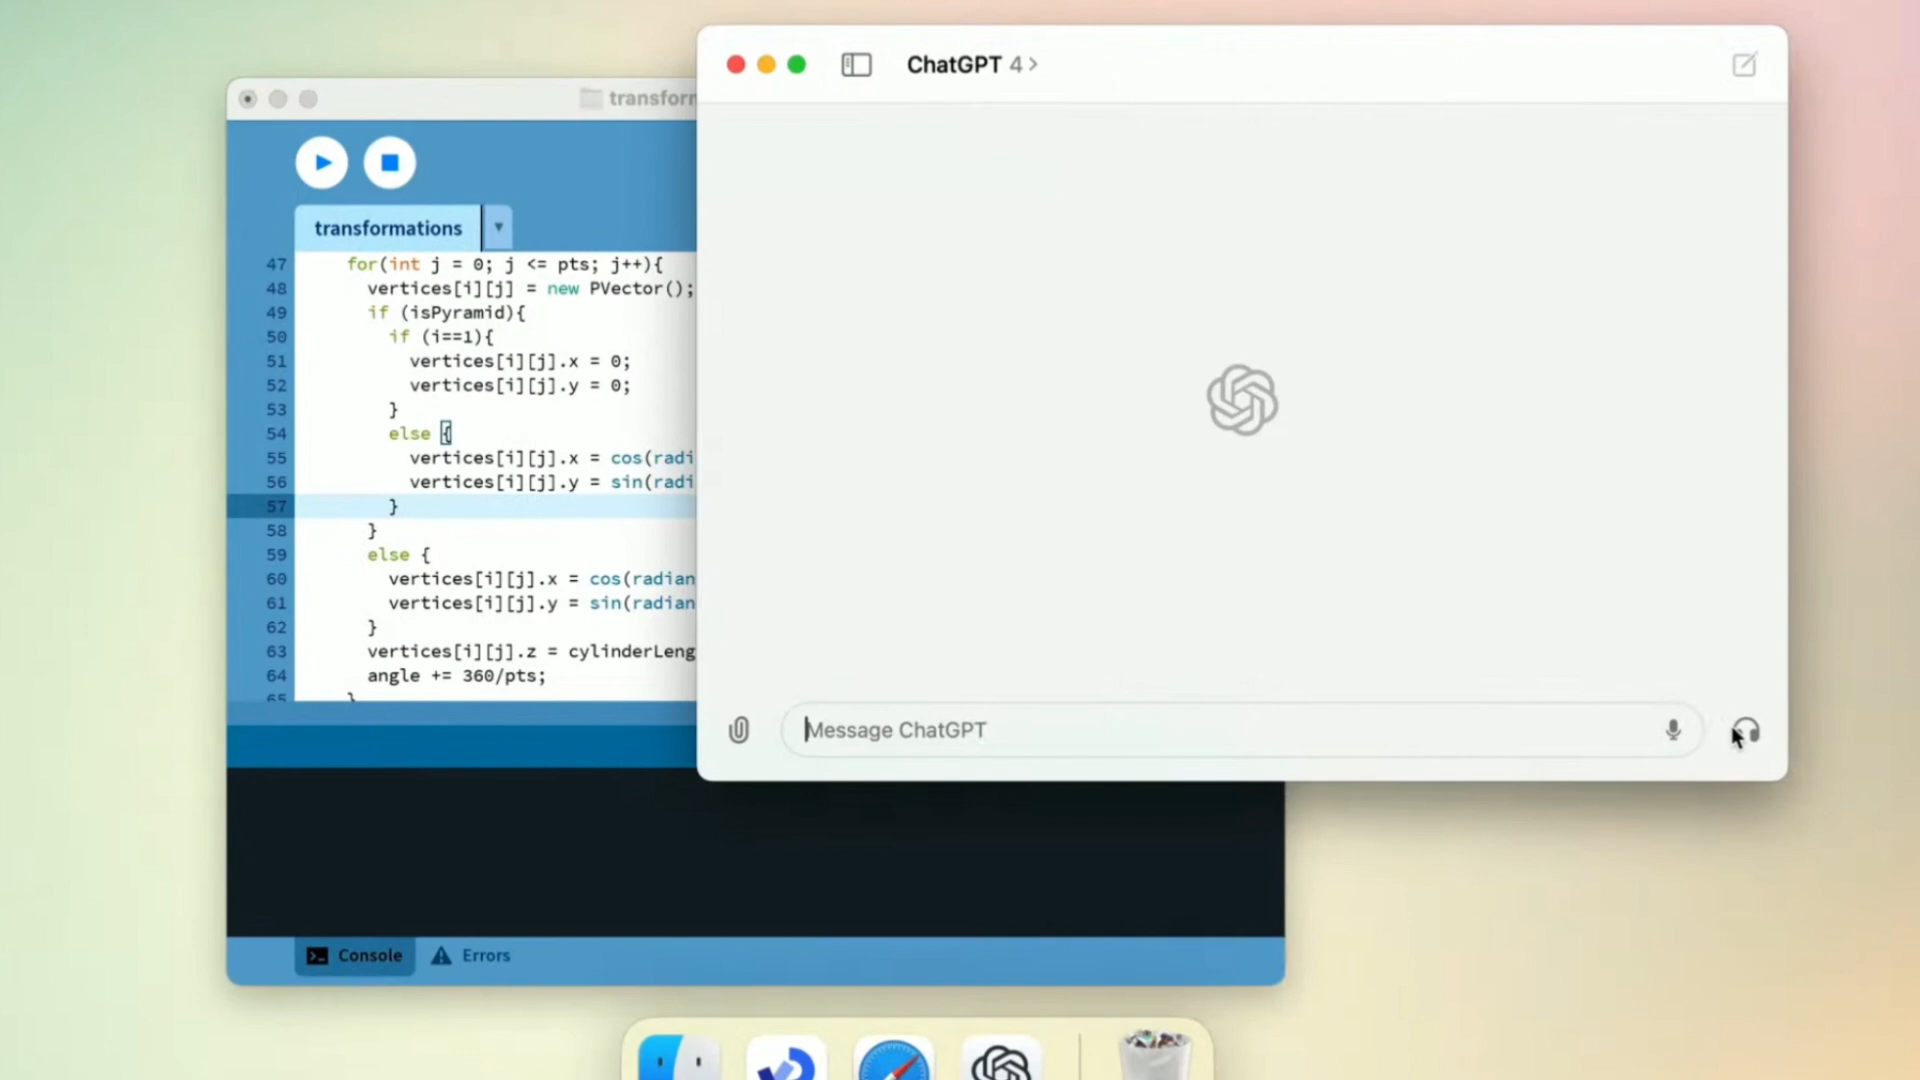 ChatGPT 4 >
transform
transformations
47 for(int j = 0; j <= pts; j++){
48 vertices[i][j] = new PVector();
49 if (isPyramid){
50 if (i==1){
51 vertices[i][j].x = 0;
52 vertices[i][j].y = 0;
53 }
54 else {
55 vertices[i][j].x = cos(radi
56 vertices[i][j].y = sin(radi
57 }
58 }
59 else {
60 vertices[i][j].x = cos(radian
61 vertices[i][j].y = sin(radian
62 }
63 vertices[i][j].z = cylinderLeng
64 angle += 360/pts;
65 }
Message ChatGPT
Console
Errors